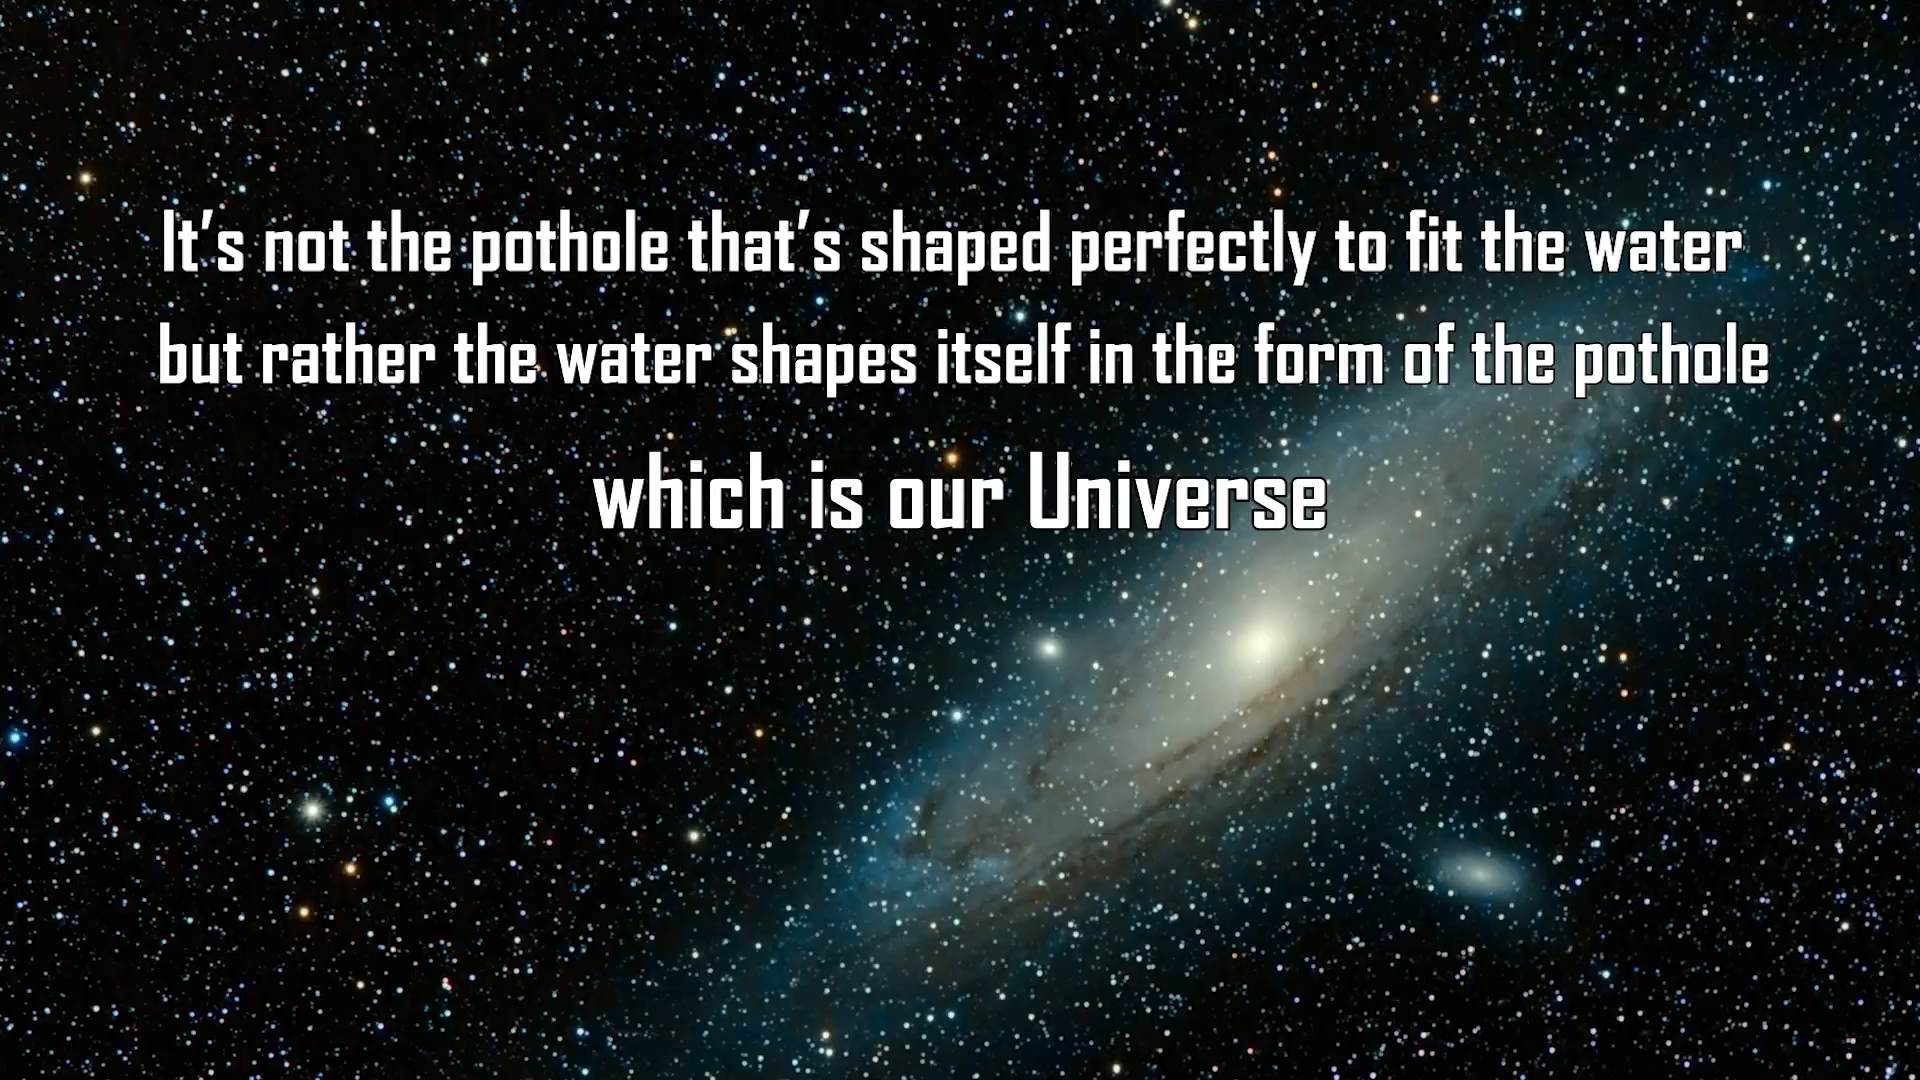 It's not the pothole that's shaped perfectly to fit the water
but rather the water shapes itself in the form of the pothole
which is our Universe